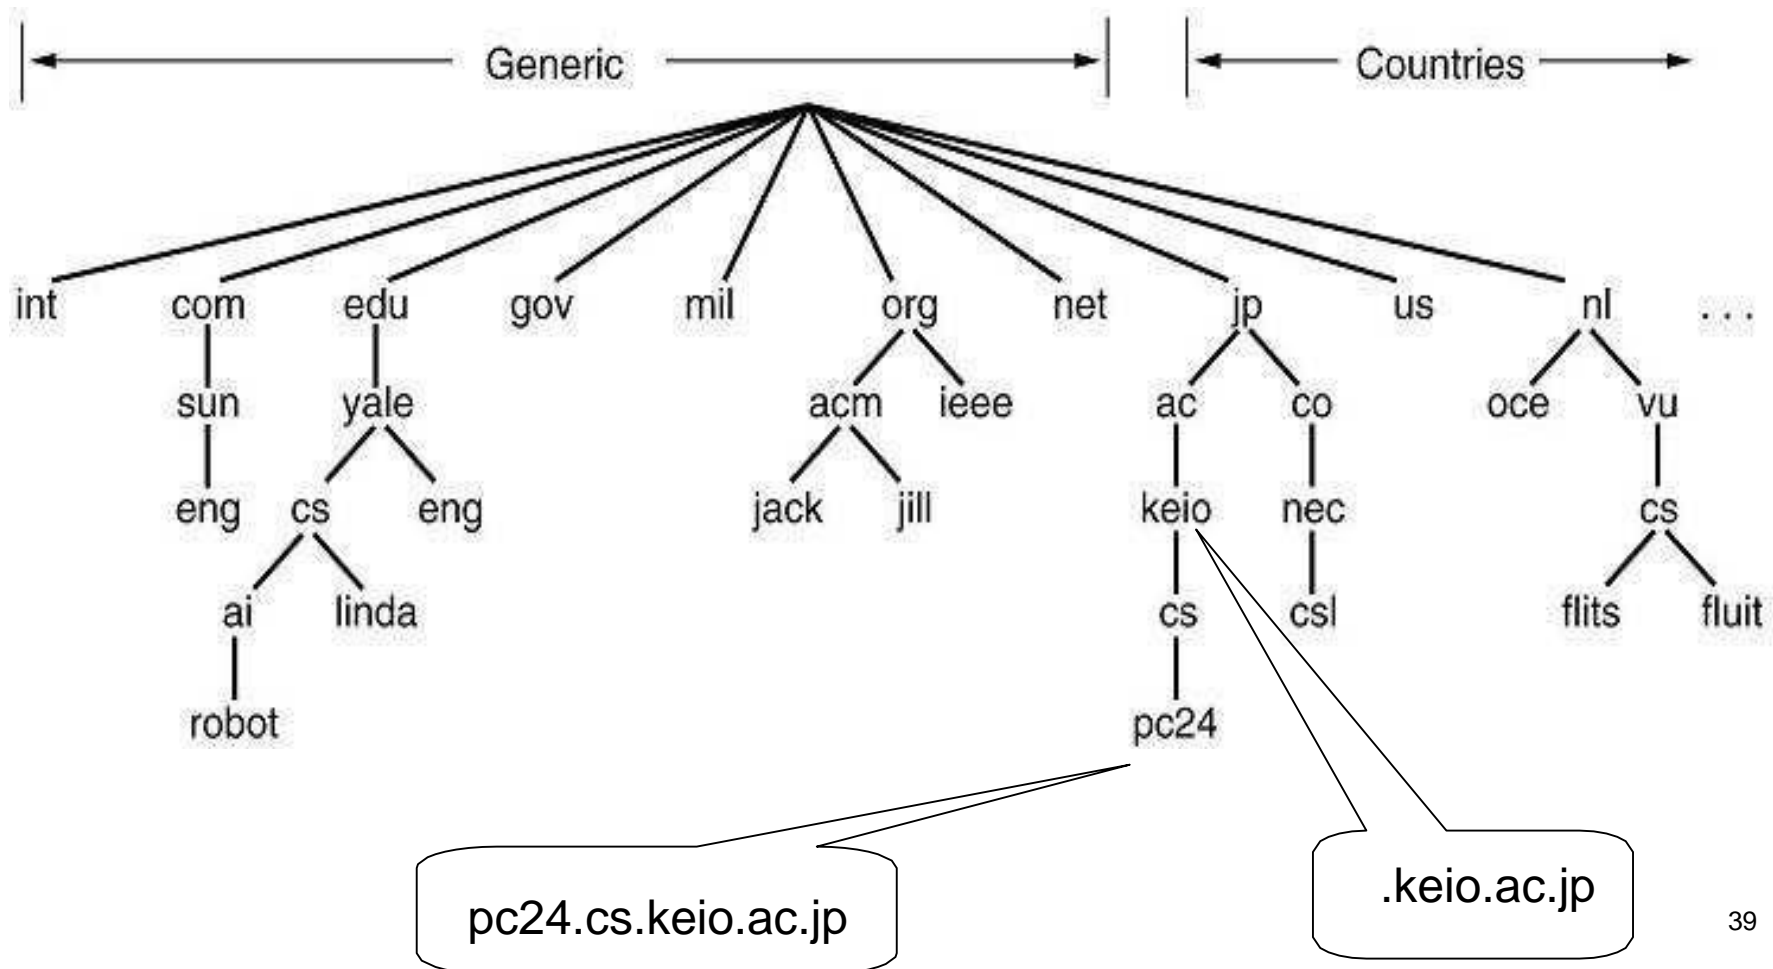 Generic Countries
int com edu gov mil org net jp us nl ...
sun yale acm ieee ac co oce vu
eng cs eng jack jill keio nec cs
ai linda cs csl flits fluit
robot pc24
.keio.ac.jp
pc24.cs.keio.ac.jp
39